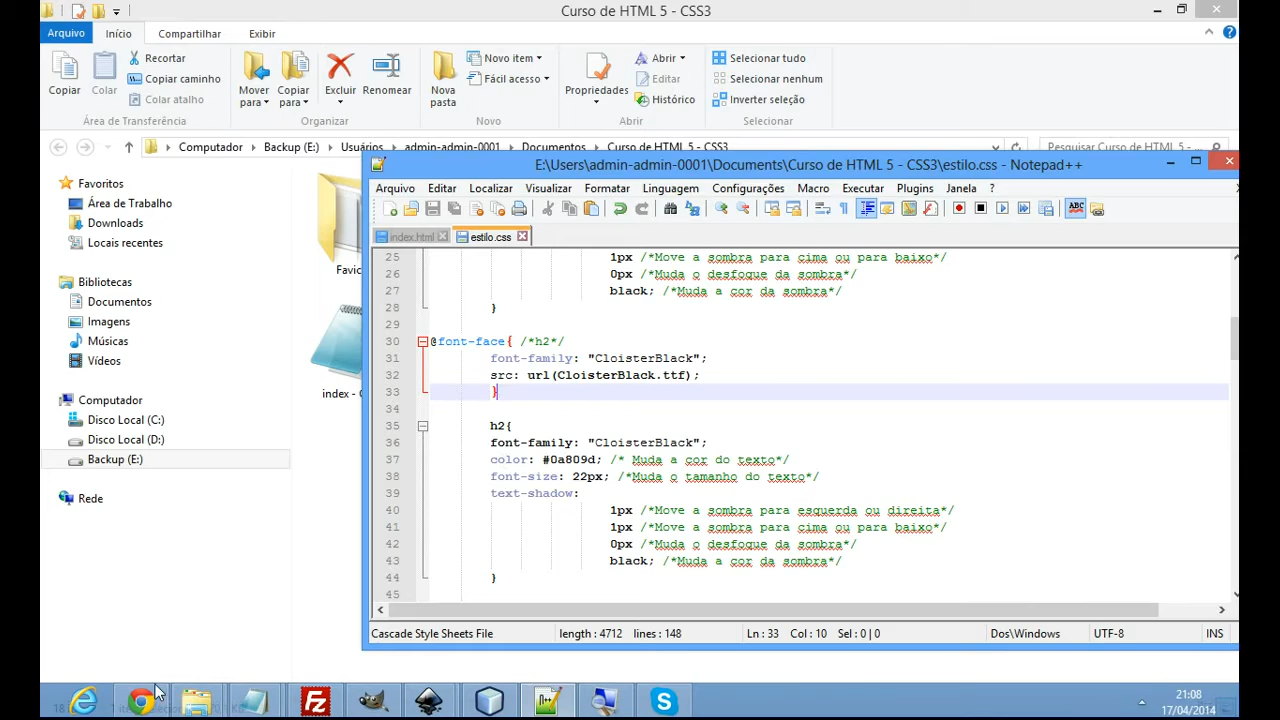 Curso de HTML 5 - CSS3
Arquivo Início Compartilhar Exibir
Copiar
Colar
Recortar
Copiar caminho
Colar atalho
Área de Transferência
Mover para
Copiar para
Excluir
Renomear
Organizar
Nova pasta
Novo item
Fácil acesso
Novo
Propriedades
Abrir
Editar
Histórico
Abrir
Selecionar tudo
Selecionar nenhum
Inverter seleção
Selecionar
Computador Backup (E:) Usuários admin-admin-0001 Documentos Curso de HTML 5 - CSS3
Pesquisar Curso de HTML 5 - ...
Favoritos
Área de Trabalho
Downloads
Locais recentes
Bibliotecas
Documentos
Imagens
Músicas
Vídeos
Computador
Disco Local (C:)
Disco Local (D:)
Backup (E:)
Rede
Favic
index - C
E:\Users\admin-admin-0001\Documents\Curso de HTML 5 - CSS3\estilo.css - Notepad++
Arquivo Editar Localizar Visualizar Formatar Linguagem Configurações Macro Executar Plugins Janela ?
index.html estilo.css
25 1px /*Move a sombra para cima ou para baixo*/
26 0px /*Muda o desfoque da sombra*/
27 black; /*Muda a cor da sombra*/
28 }
29
30 @font-face{ /*h2*/
31 font-family: "CloisterBlack";
32 src: url(CloisterBlack.ttf);
33 }
34
35 h2{
36 font-family: "CloisterBlack";
37 color: #0a809d; /* Muda a cor do texto*/
38 font-size: 22px; /*Muda o tamanho do texto*/
39 text-shadow:
40 1px /*Move a sombra para esquerda ou direita*/
41 1px /*Move a sombra para cima ou para baixo*/
42 0px /*Muda o desfoque da sombra*/
43 black; /*Muda a cor da sombra*/
44 }
45
Cascade Style Sheets File length : 4712 lines : 148 Ln : 33 Col : 10 Sel : 0 | 0 Dos\Windows UTF-8 INS
21:08
17/04/2014